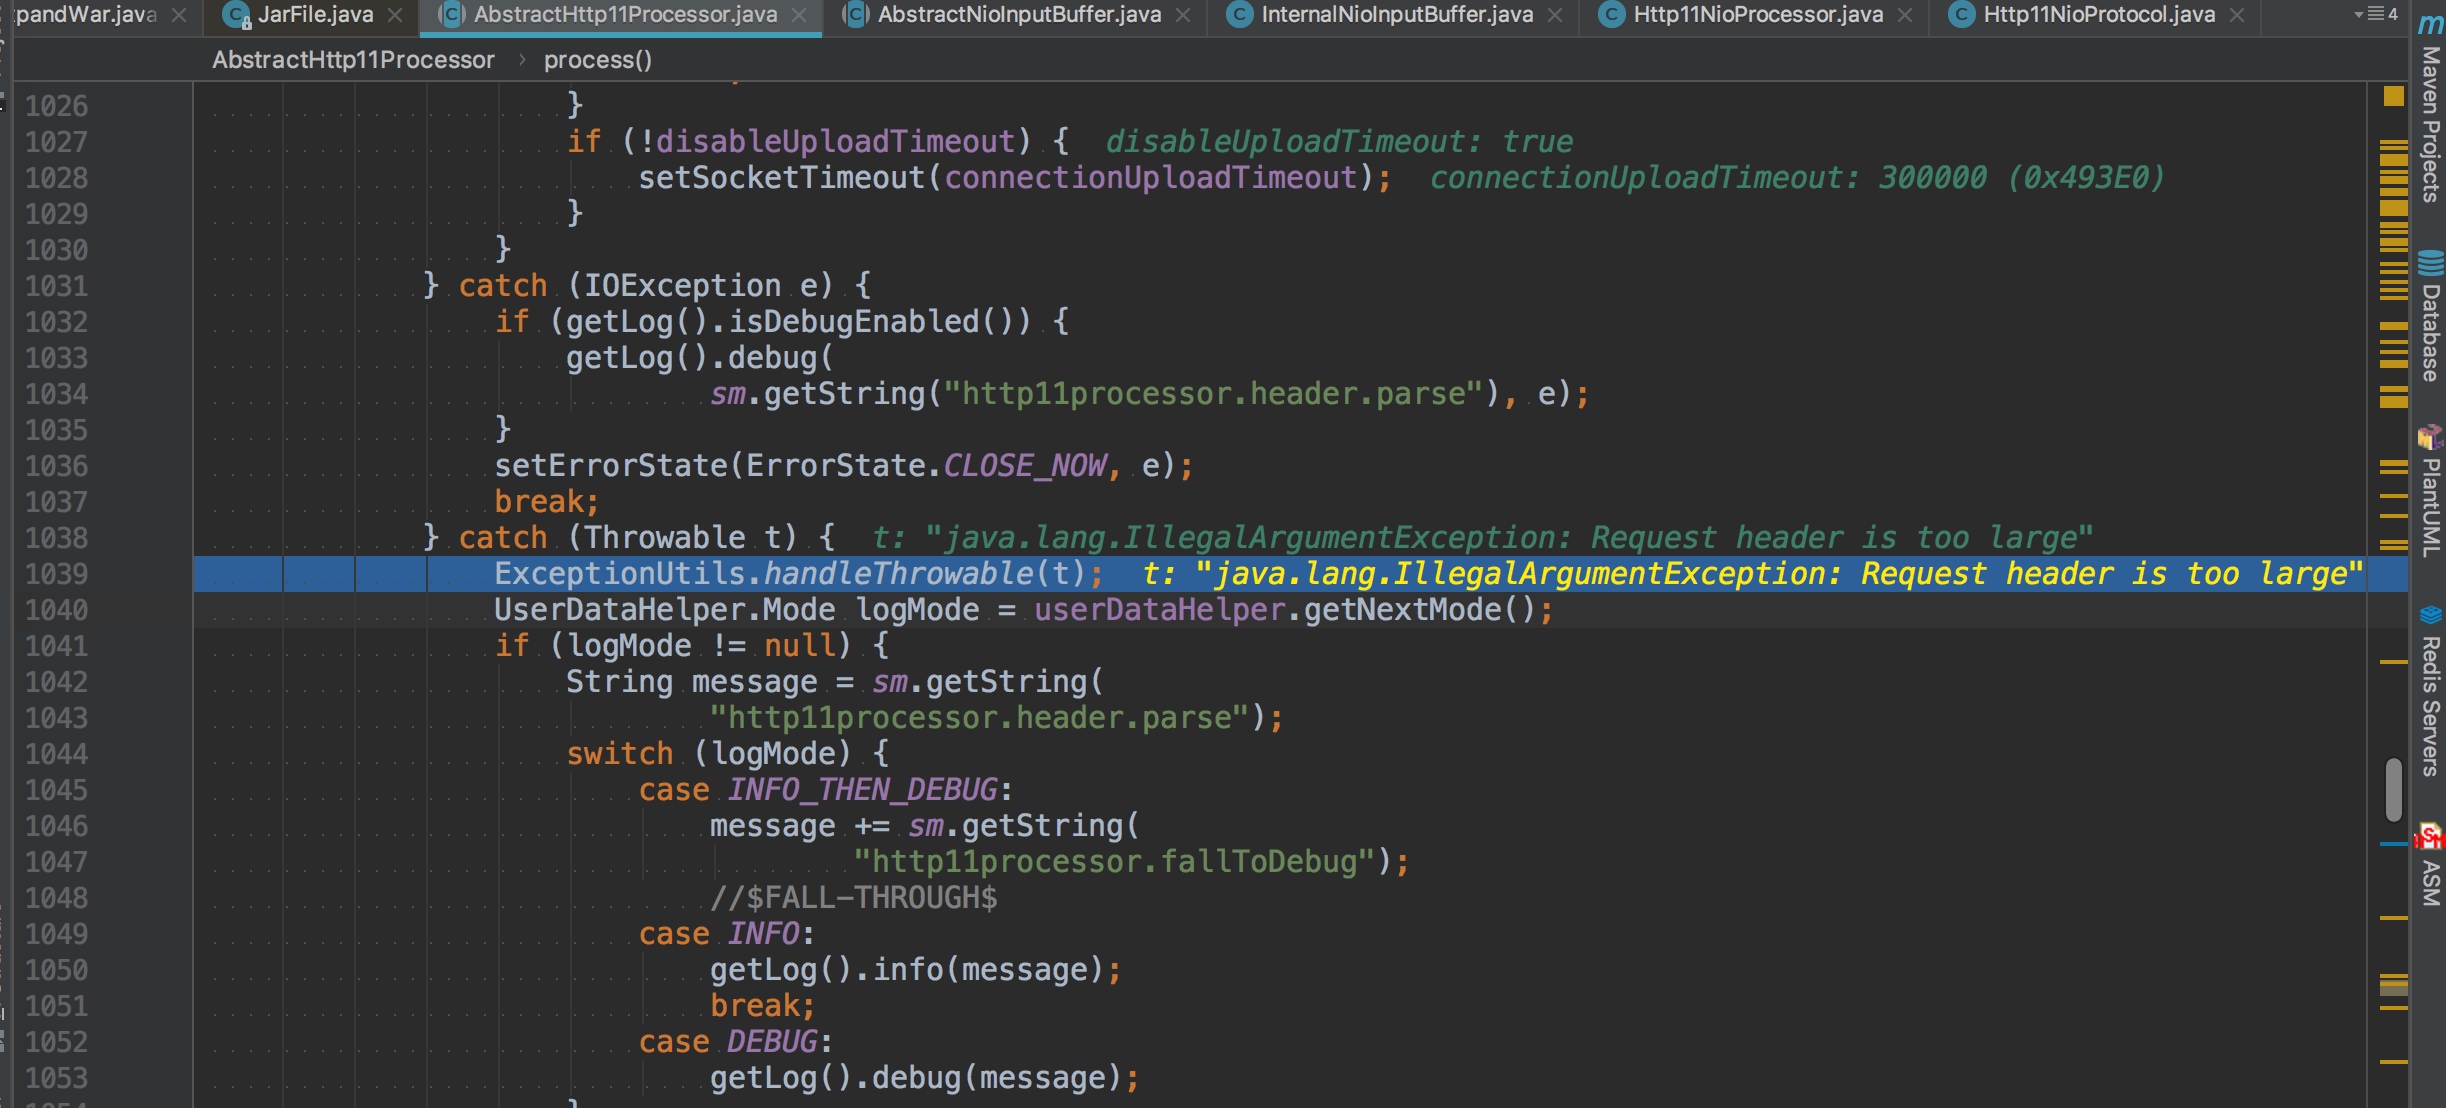 pandWar.java JarFile.java AbstractHttp11Processor.java AbstractNioInputBuffer.java InternalNioInputBuffer.java Http11NioProcessor.java Http11NioProtocol.java 4
AbstractHttp11Processor › process()
1026 }
1027 if (!disableUploadTimeout) { disableUploadTimeout: true
1028 setSocketTimeout(connectionUploadTimeout); connectionUploadTimeout: 300000 (0x493E0)
1029 }
1030 }
1031 } catch (IOException e) {
1032 if (getLog().isDebugEnabled()) {
1033 getLog().debug(
1034 sm.getString("http11processor.header.parse"), e);
1035 }
1036 setErrorState(ErrorState.CLOSE_NOW, e);
1037 break;
1038 } catch (Throwable t) { t: "java.lang.IllegalArgumentException: Request header is too large"
1039 ExceptionUtils.handleThrowable(t); t: "java.lang.IllegalArgumentException: Request header is too large"
1040 UserDataHelper.Mode logMode = userDataHelper.getNextMode();
1041 if (logMode != null) {
1042 String message = sm.getString(
1043 "http11processor.header.parse");
1044 switch (logMode) {
1045 case INFO_THEN_DEBUG:
1046 message += sm.getString(
1047 "http11processor.fallToDebug");
1048 //$FALL-THROUGH$
1049 case INFO:
1050 getLog().info(message);
1051 break;
1052 case DEBUG:
1053 getLog().debug(message);
Maven Projects
Database
PlantUML
Redis Servers
ASM